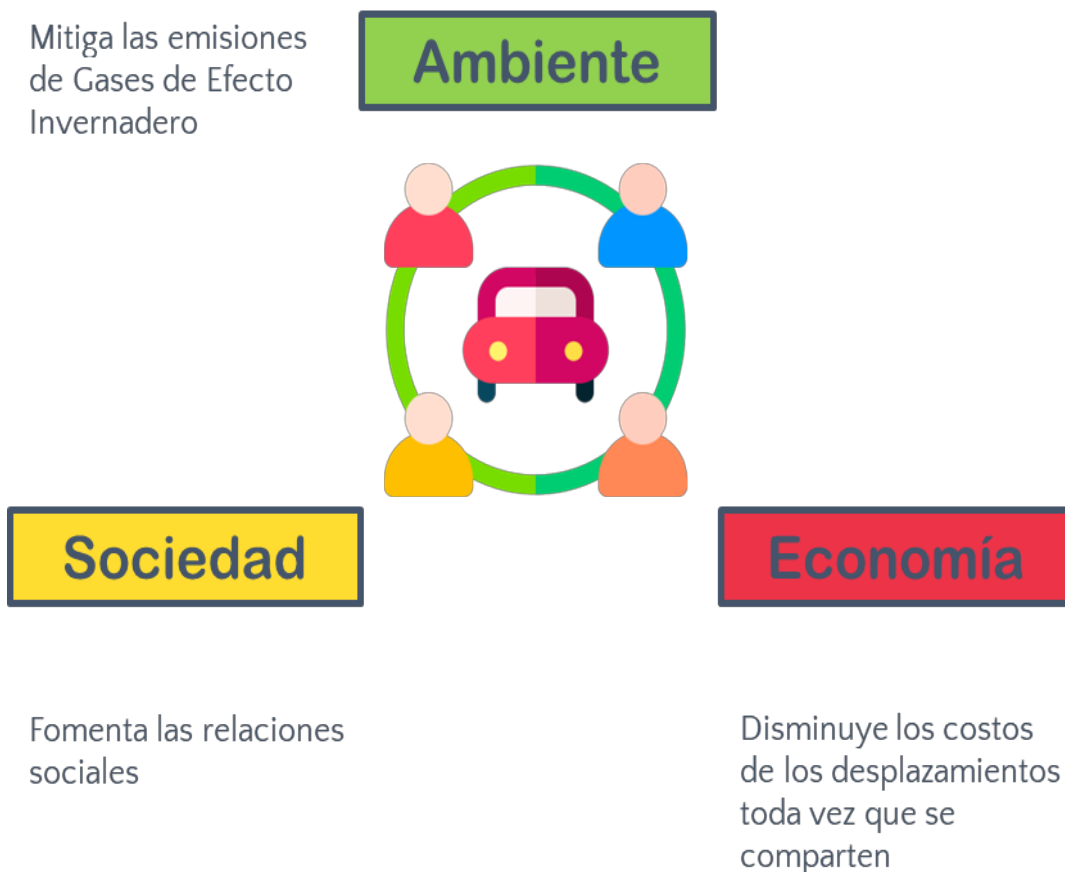 Mitiga las emisiones
de Gases de Efecto
Invernadero
Ambiente
Sociedad
Economía
Fomenta las relaciones
sociales
Disminuye los costos
de los desplazamientos
toda vez que se
comparten